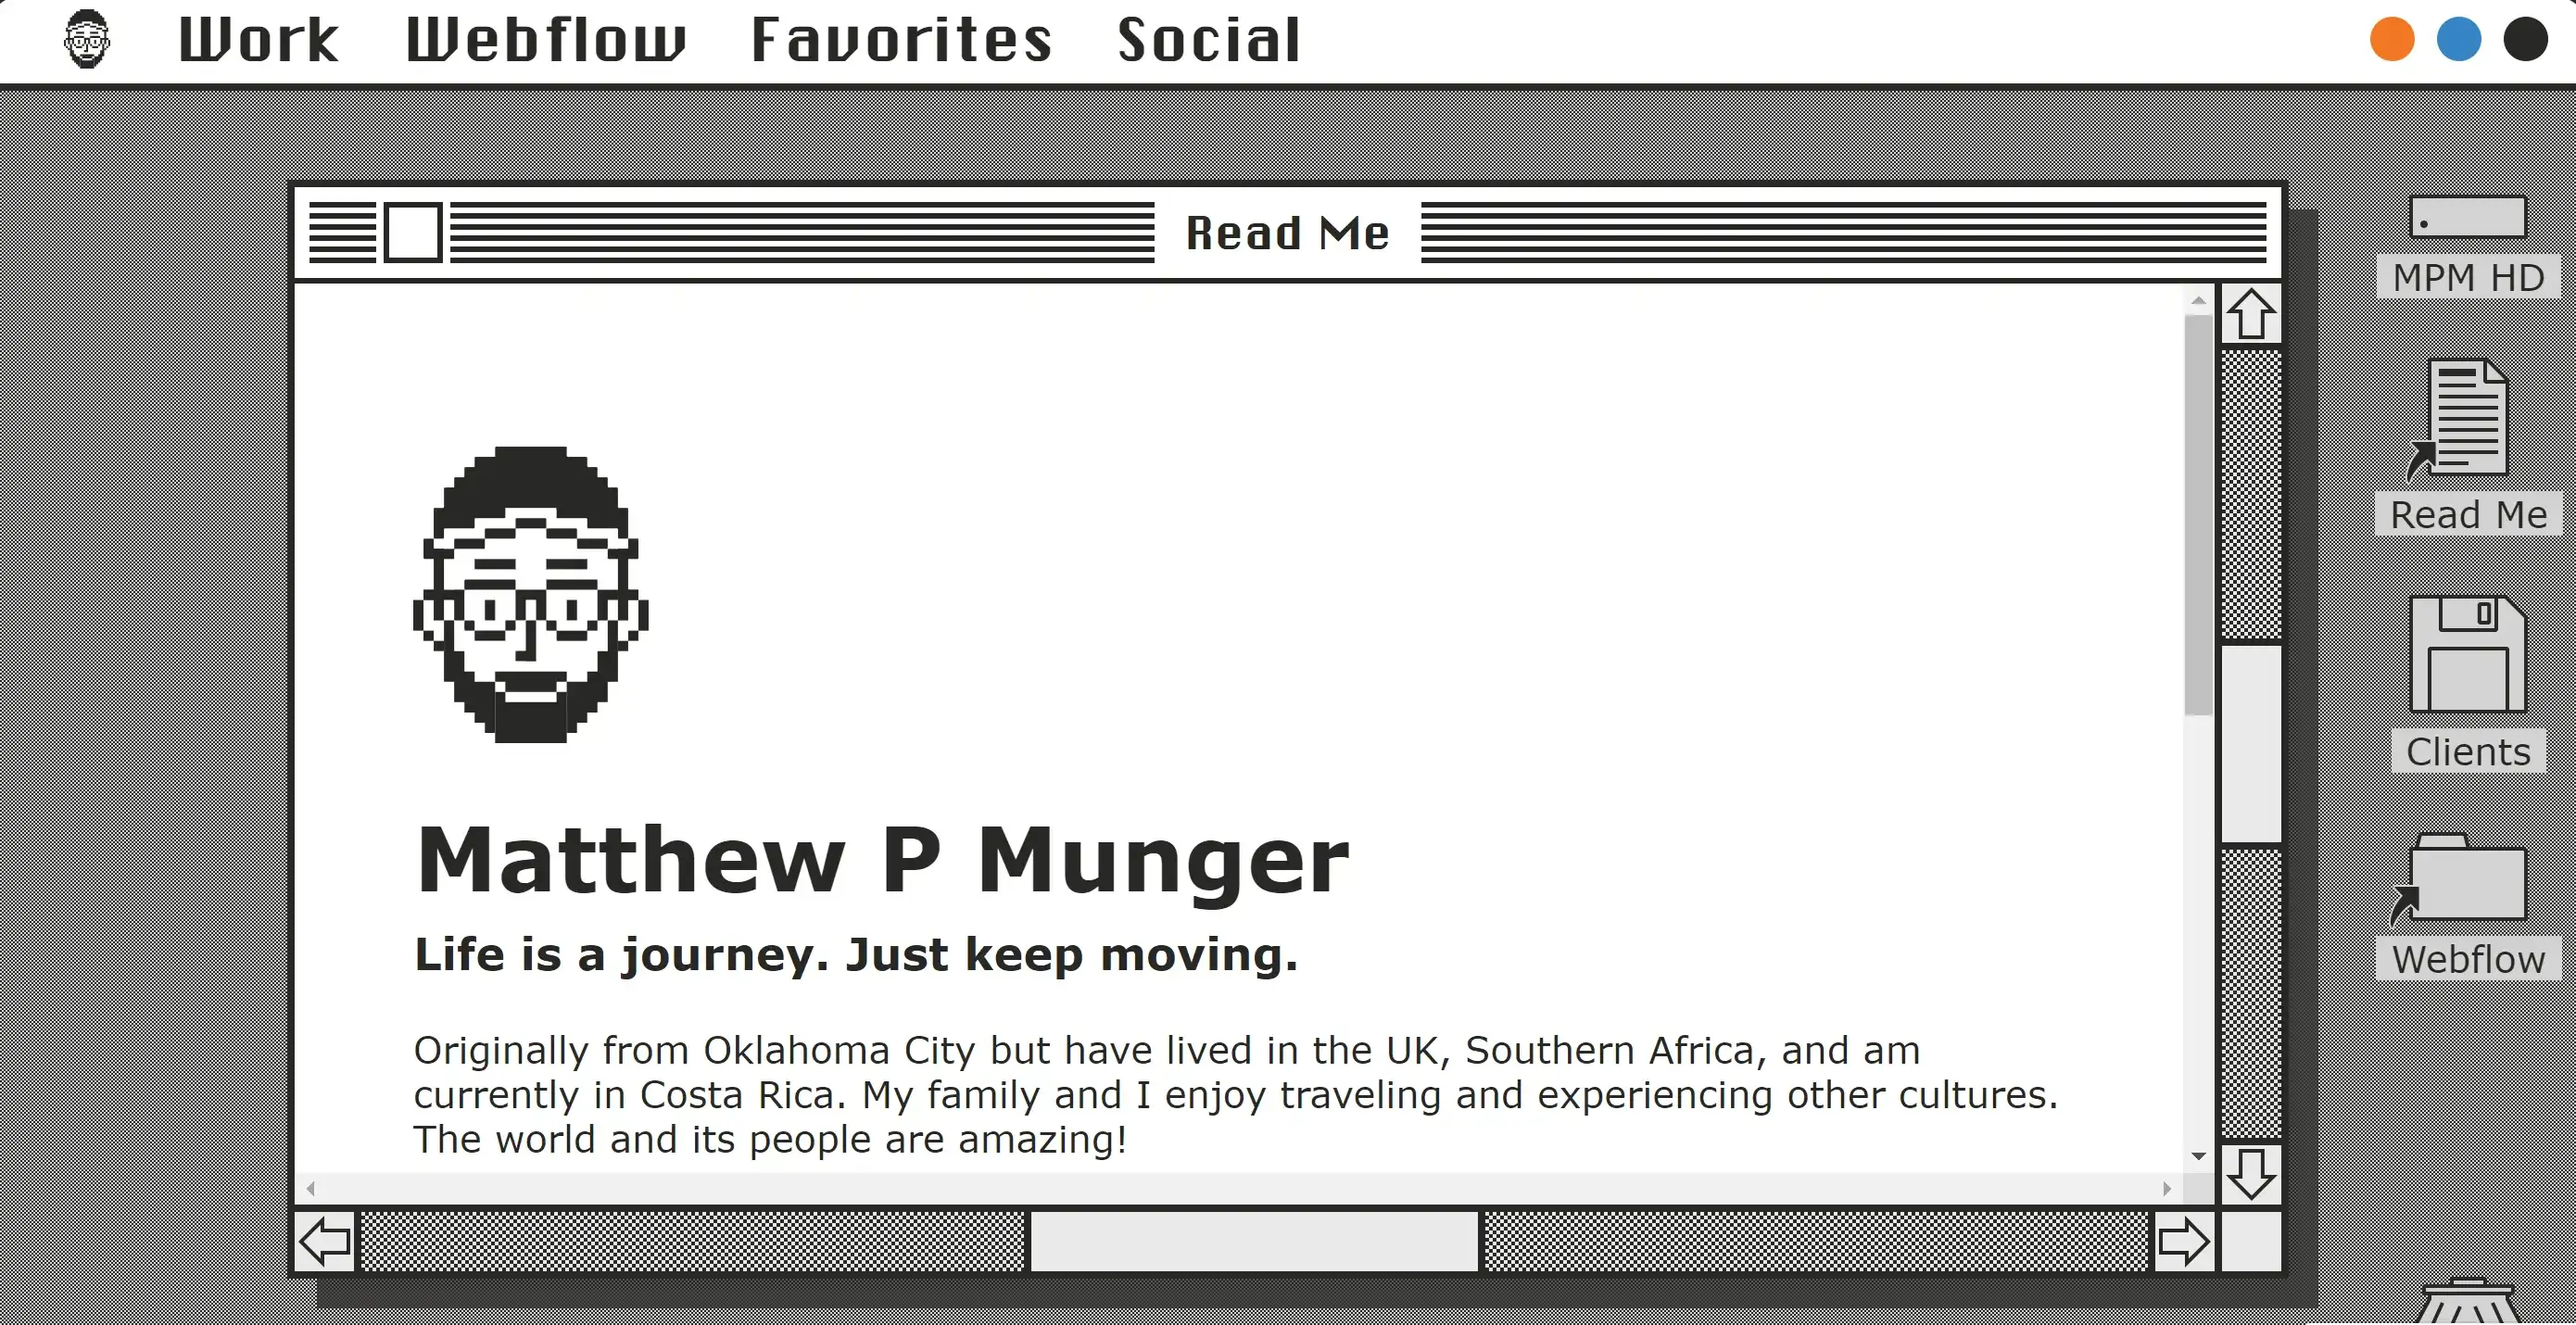 Work Webflow Favorites Social
Read Me
MPM HD
Read Me
Clients
Webflow
Matthew P Munger
Life is a journey. Just keep moving.
Originally from Oklahoma City but have lived in the UK, Southern Africa, and am
currently in Costa Rica. My family and I enjoy traveling and experiencing other cultures.
The world and its people are amazing!